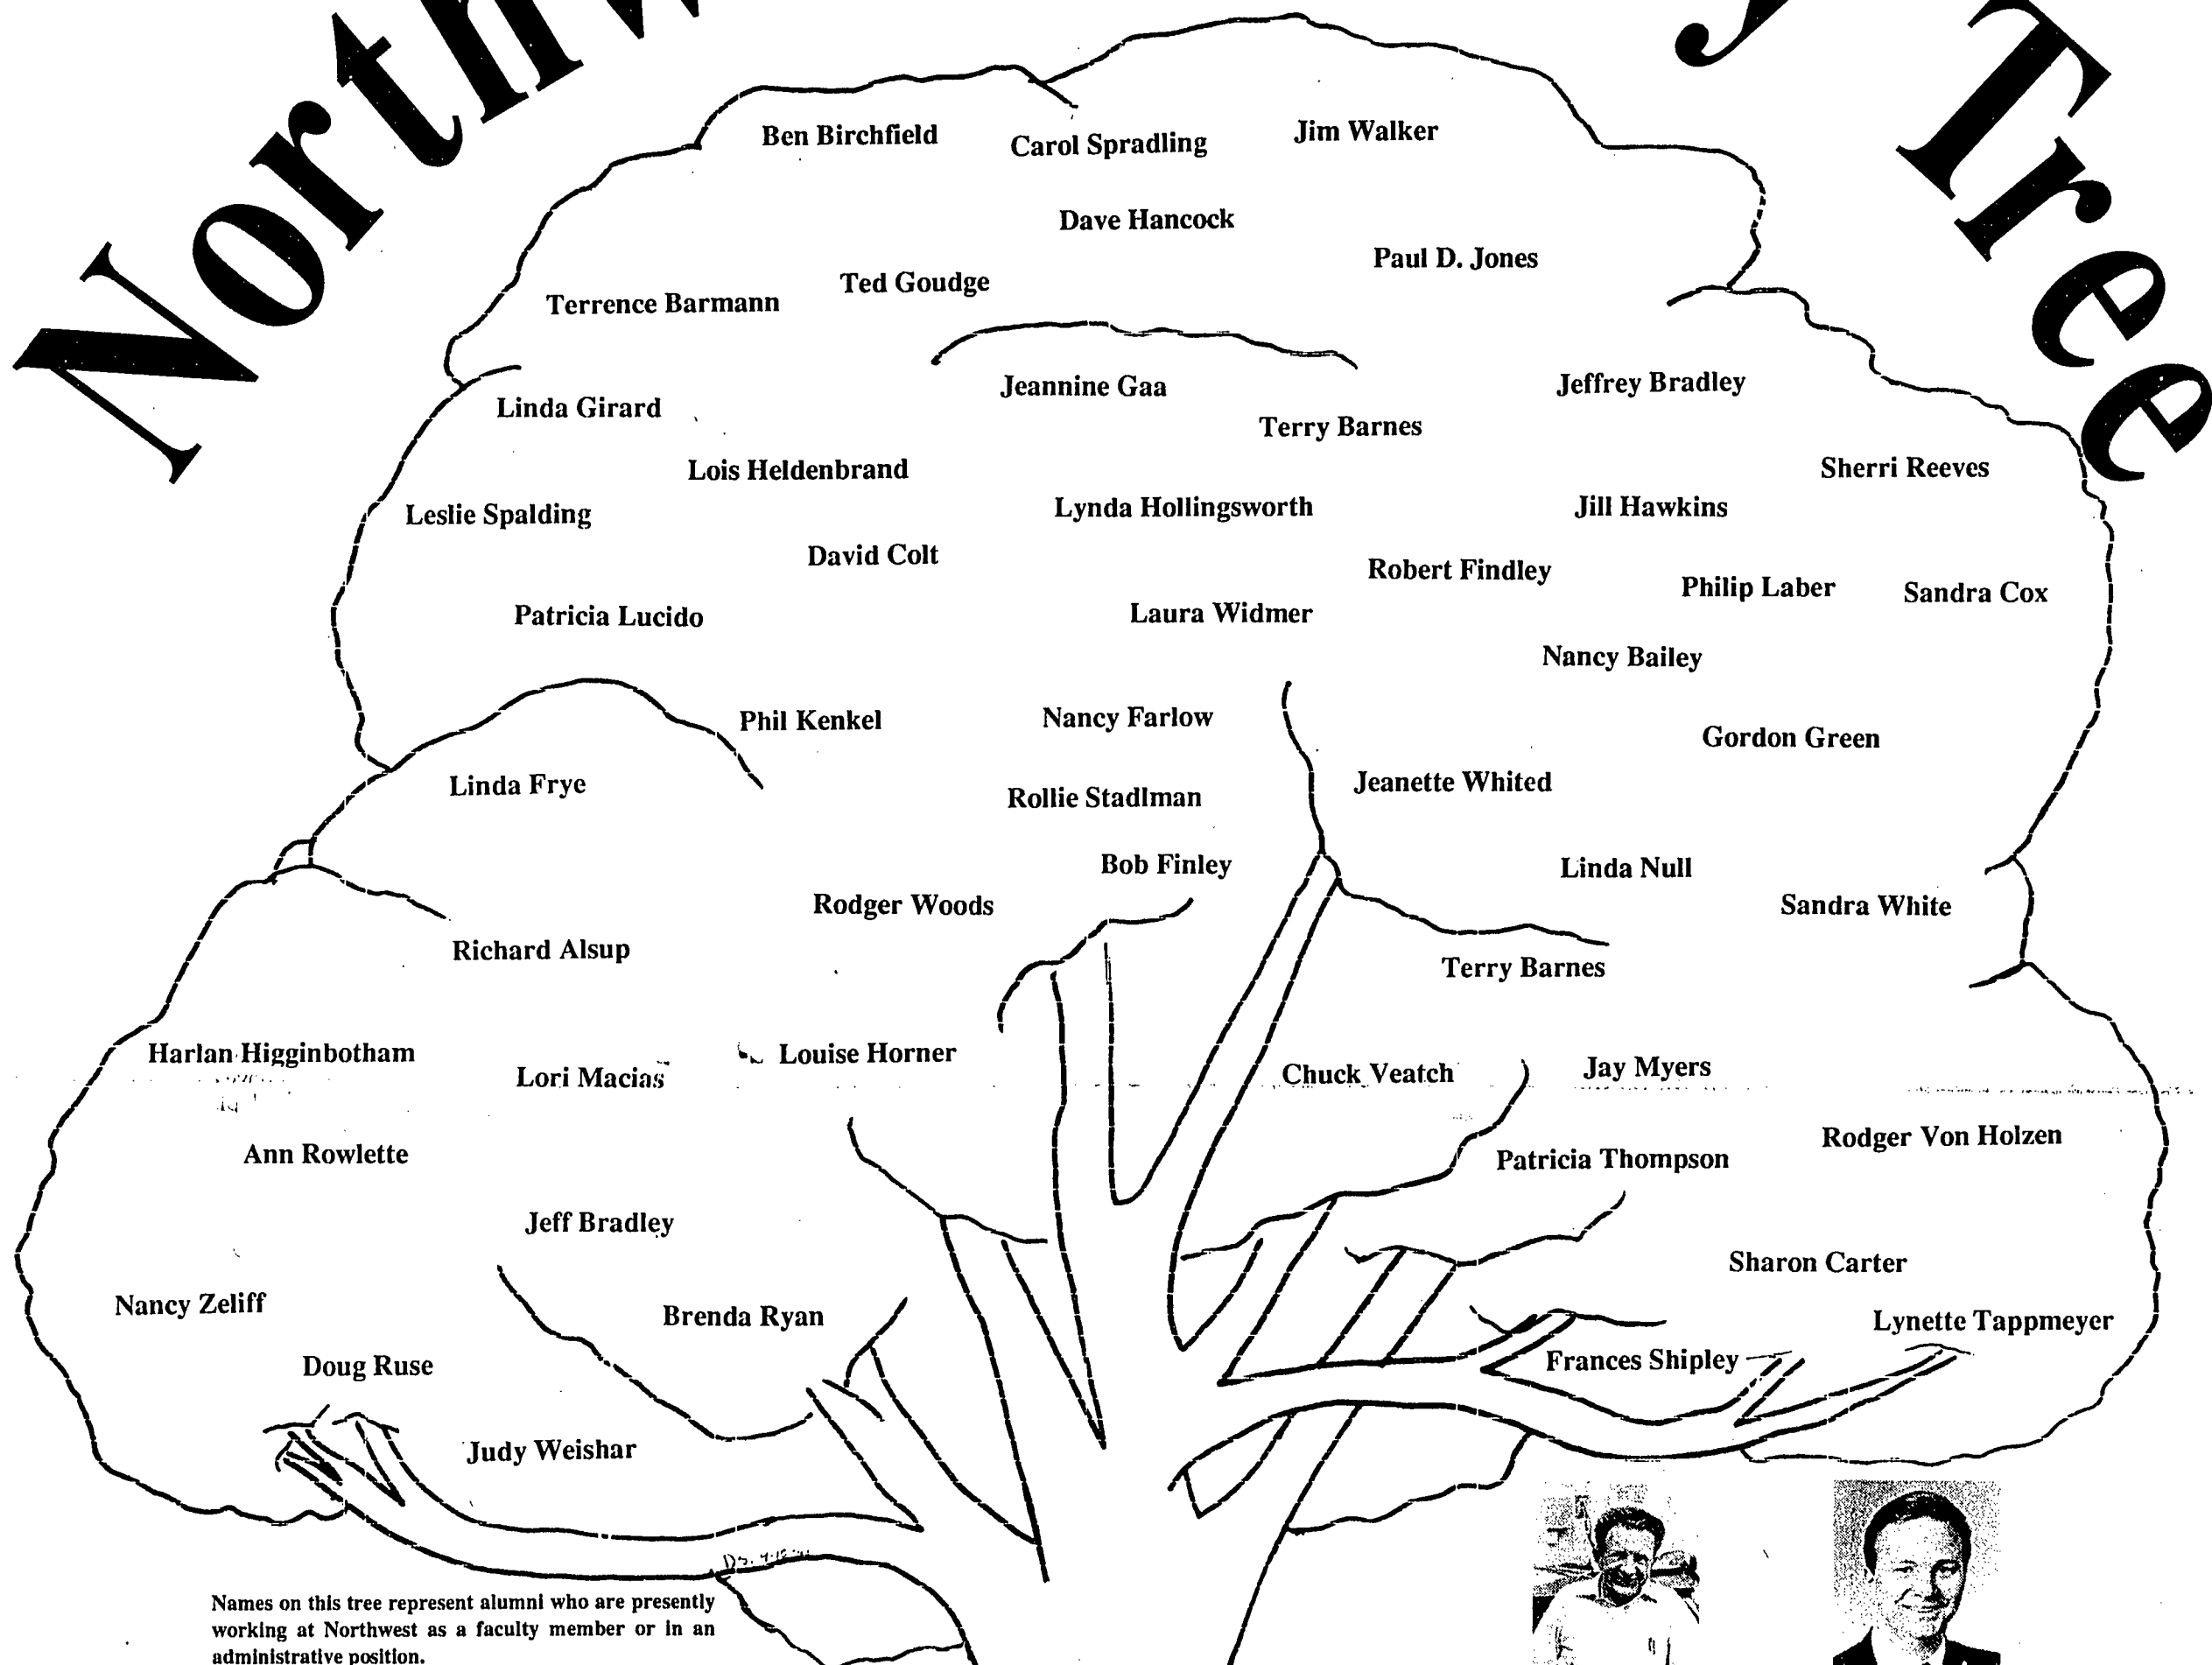 North
Tree
Ben Birchfield
Carol Spradling
Jim Walker
Dave Hancock
Paul D. Jones
Ted Goudge
Terrence Barmann
Jeannine Gaa
Jeffrey Bradley
Linda Girard
Terry Barnes
Lois Heldenbrand
Sherri Reeves
Leslie Spalding
Lynda Hollingsworth
Jill Hawkins
David Colt
Robert Findley
Philip Laber
Sandra Cox
Patricia Lucido
Laura Widmer
Nancy Bailey
Phil Kenkel
Nancy Farlow
Gordon Green
Linda Frye
Rollie Stadlman
Jeanette Whited
Bob Finley
Linda Null
Rodger Woods
Sandra White
Richard Alsup
Terry Barnes
Harlan Higginbotham
Lori Macias
Louise Horner
Chuck Veatch
Jay Myers
Ann Rowlette
Patricia Thompson
Rodger Von Holzen
Jeff Bradley
Sharon Carter
Nancy Zeliff
Brenda Ryan
Lynette Tappmeyer
Doug Ruse
Frances Shipley
Judy Weishar
Names on this tree represent alumni who are presently
working at Northwest as a faculty member or in an
administrative position.